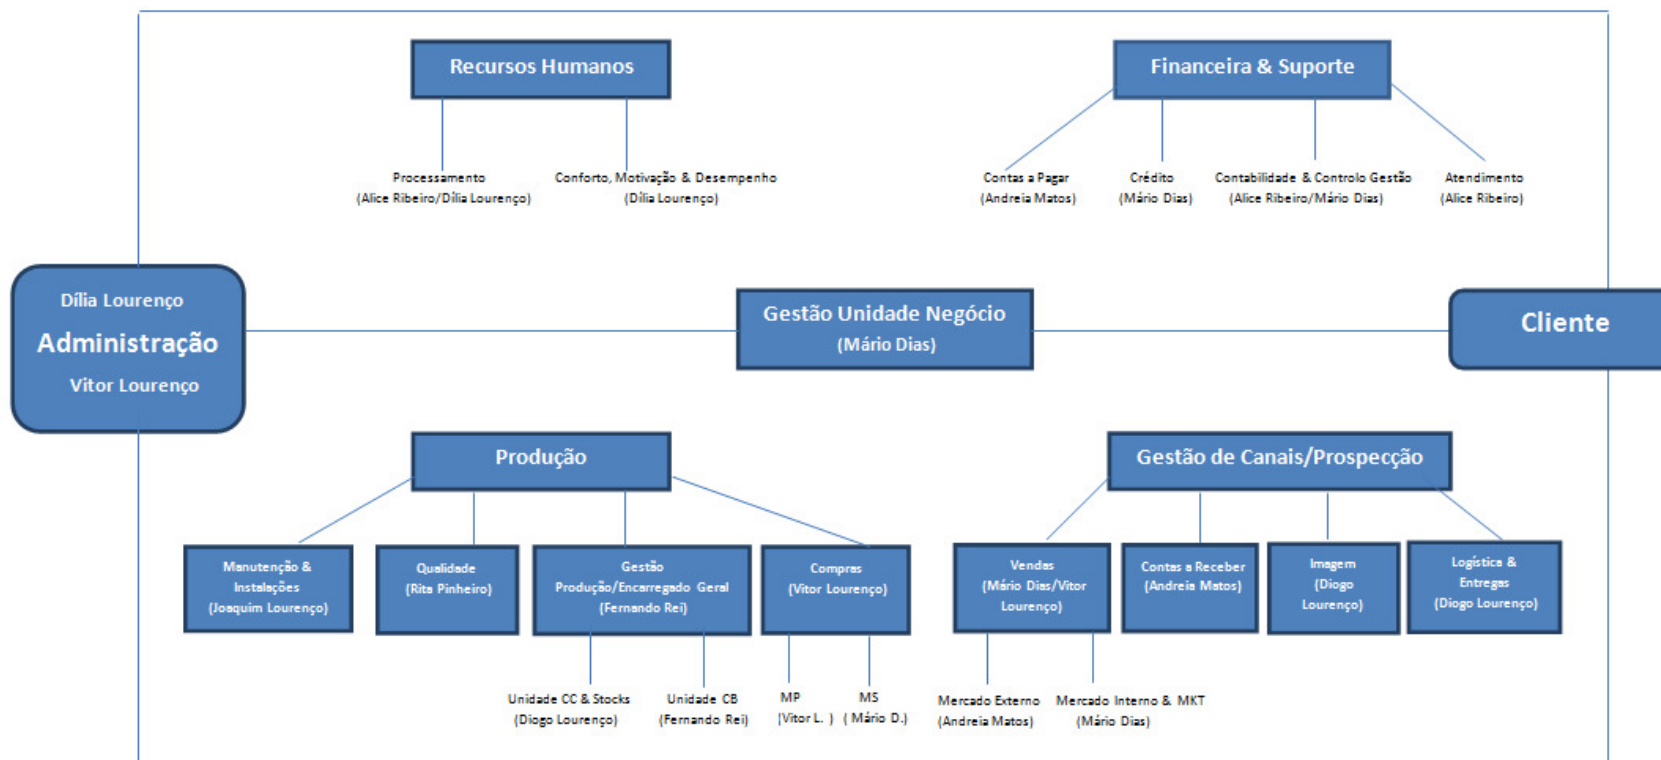 Recursos Humanos
Financeira & Suporte
Processamento
(Alice Ribeiro/Dília Lourenço)
Conforto, Motivação & Desempenho
(Dília Lourenço)
Contas a Pagar
(Andreia Matos)
Crédito
(Mário Dias)
Contabilidade & Controlo Gestão
(Alice Ribeiro/Mário Dias)
Atendimento
(Alice Ribeiro)
Dília Lourenço
Administração
Vitor Lourenço
Gestão Unidade Negócio
(Mário Dias)
Cliente
Produção
Gestão de Canais/Prospecção
Manutenção &
Instalações
(Joaquim Lourenço)
Qualidade
(Rita Pinheiro)
Gestão
Produção/Encarregado Geral
(Fernando Rei)
Compras
(Vitor Lourenço)
Vendas
(Mário Dias/Vitor
Lourenço)
Contas a Receber
(Andreia Matos)
Imagem
(Diogo
Lourenço)
Logística &
Entregas
(Diogo Lourenço)
Unidade CC & Stocks
(Diogo Lourenço)
Unidade CB
(Fernando Rei)
MP
(Vitor L. )
MS
( Mário D.)
Mercado Externo
(Andreia Matos)
Mercado Interno & MKT
(Mário Dias)